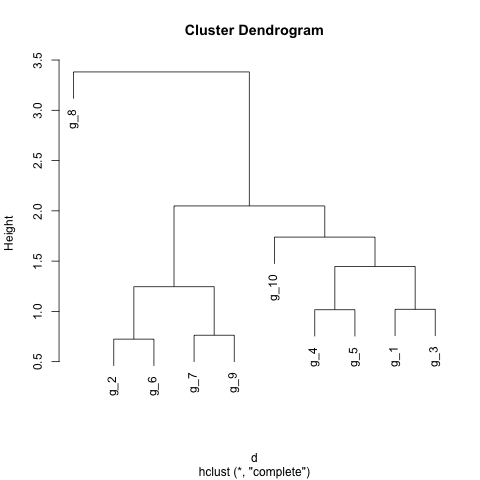 Cluster Dendrogram
Height
3.5
3.0
2.5
2.0
1.5
1.0
0.5
g_8
g_2
g_6
g_7
g_9
g_10
g_4
g_5
g_1
g_3
d
hclust (*, "complete")